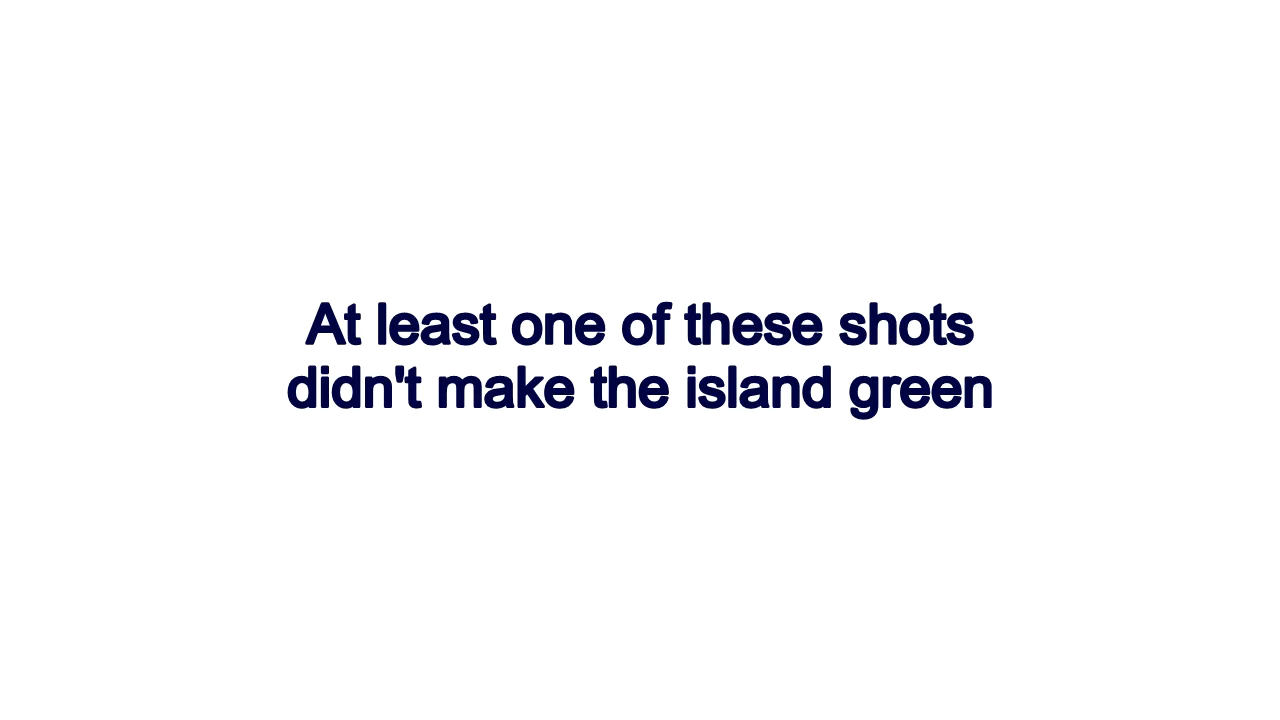 At least one of these shots
didn't make the island green